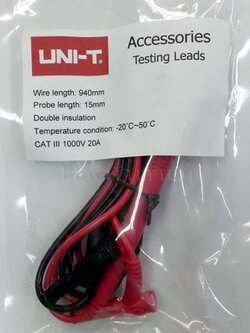 UNI-T
Accessories
Testing Leads
Wire length: 940mm
Probe length: 15mm
Double insulation
Temperature condition: -20°C~50°C
CAT III 1000V 20A